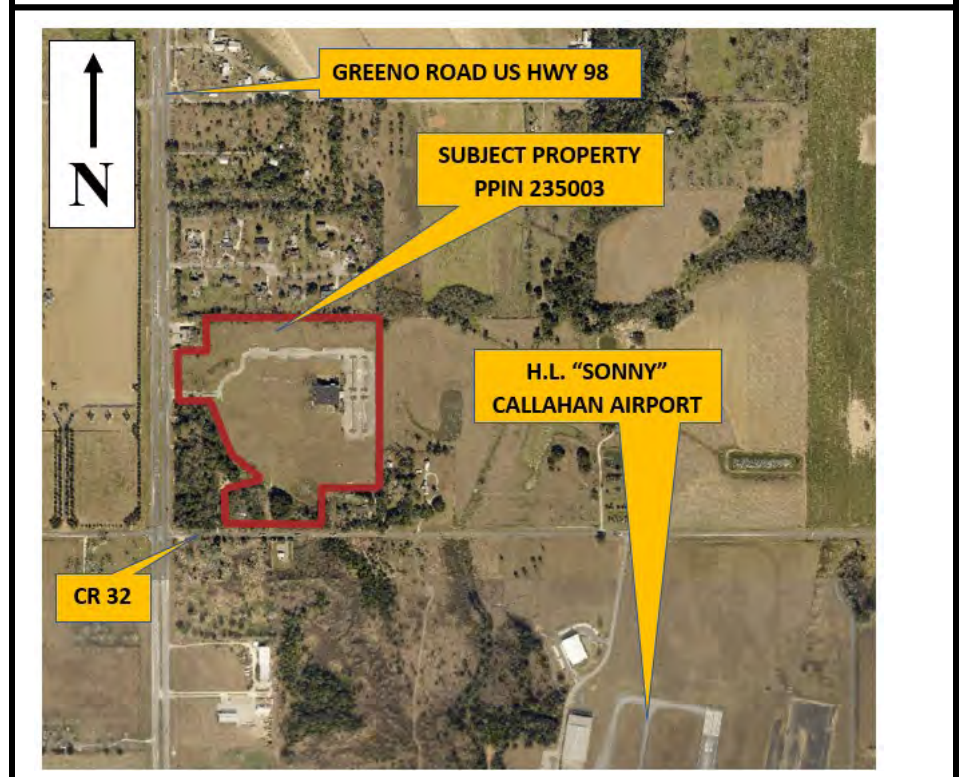 GREENO ROAD US HWY 98
N
SUBJECT PROPERTY
PPIN 235003
H.L. “SONNY”
CALLAHAN AIRPORT
CR 32